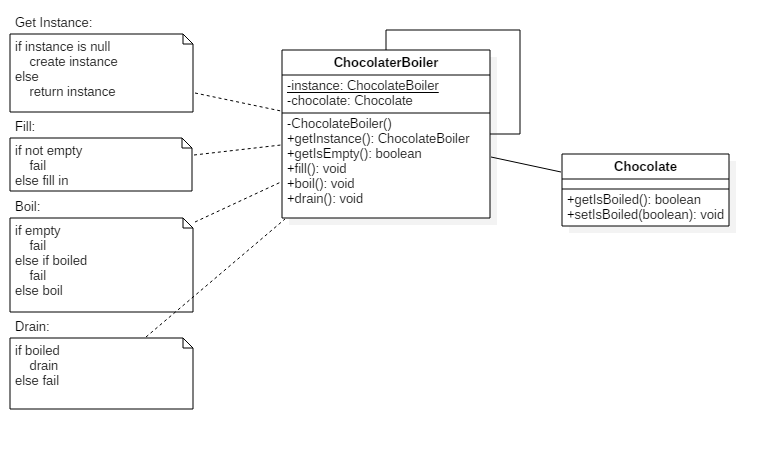 Get Instance:
if instance is null
create instance
else
return instance
Fill:
if not empty
fail
else fill in
Boil:
if empty
fail
else if boiled
fail
else boil
Drain:
if boiled
drain
else fail
ChocolaterBoiler
-instance: ChocolateBoiler
-chocolate: Chocolate
-ChocolateBoiler()
+getInstance(): ChocolateBoiler
+getIsEmpty(): boolean
+fill(): void
+boil(): void
+drain(): void
Chocolate
+getIsBoiled(): boolean
+setIsBoiled(boolean): void